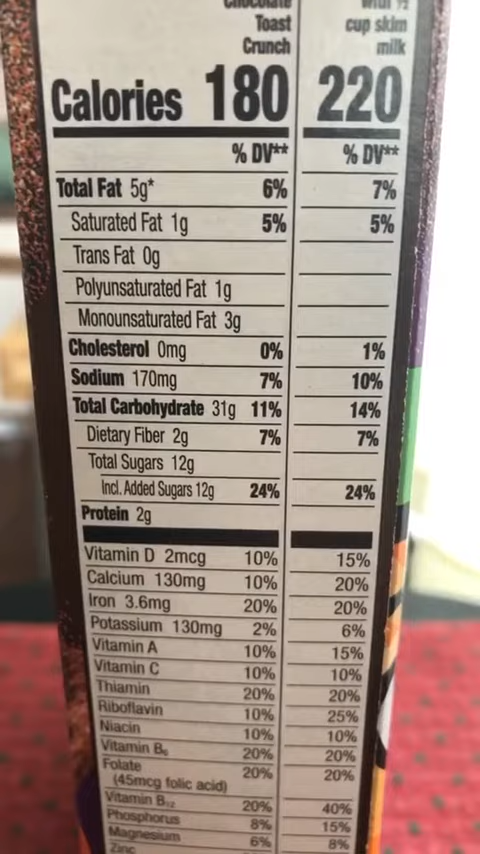 Chocolate with ½
Toast cup skim
Crunch milk
Calories 180 220
% DV** % DV**
Total Fat 5g* 6% 7%
Saturated Fat 1g 5% 5%
Trans Fat 0g
Polyunsaturated Fat 1g
Monounsaturated Fat 3g
Cholesterol 0mg 0% 1%
Sodium 170mg 7% 10%
Total Carbohydrate 31g 11% 14%
Dietary Fiber 2g 7% 7%
Total Sugars 12g
Incl. Added Sugars 12g 24% 24%
Protein 2g
Vitamin D 2mcg 10% 15%
Calcium 130mg 10% 20%
Iron 3.6mg 20% 20%
Potassium 130mg 2% 6%
Vitamin A 10% 15%
Vitamin C 10% 10%
Thiamin 20% 20%
Riboflavin 10% 25%
Niacin 10% 10%
Vitamin B₆ 20% 20%
Folate 20% 20%
(45mcg folic acid)
Vitamin B₁₂ 20% 40%
Phosphorus 8% 15%
Magnesium 6% 8%
Zinc